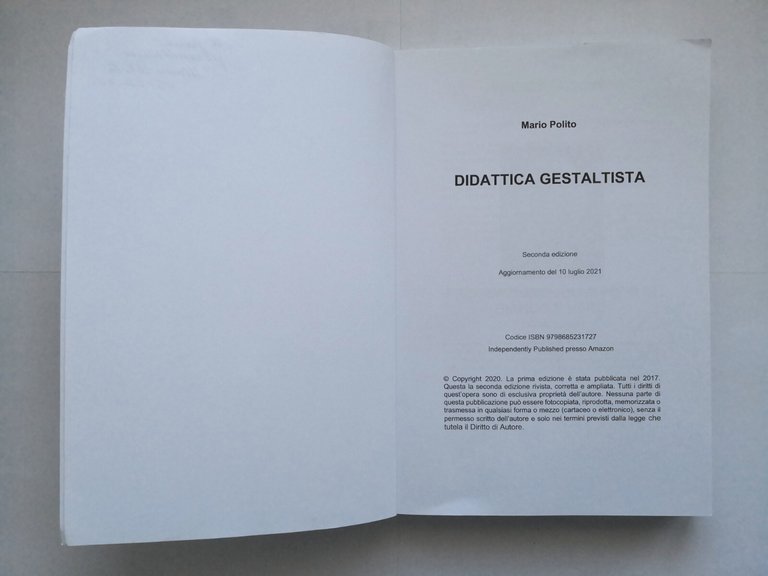 Mario Polito
DIDATTICA GESTALTISTA
Seconda edizione
Aggiornamento del 10 luglio 2021
Codice ISBN 9798685231727
Independently Published presso Amazon
© Copyright 2020. La prima edizione è stata pubblicata nel 2017.
Questa la seconda edizione rivista, corretta e ampliata. Tutti i diritti di
quest'opera sono di esclusiva proprietà dell'autore. Nessuna parte di
questa pubblicazione può essere fotocopiata, riprodotta, memorizzata o
trasmessa in qualsiasi forma o mezzo (cartaceo o elettronico), senza il
permesso scritto dell'autore e solo nei termini previsti dalla legge che
tutela il Diritto di Autore.